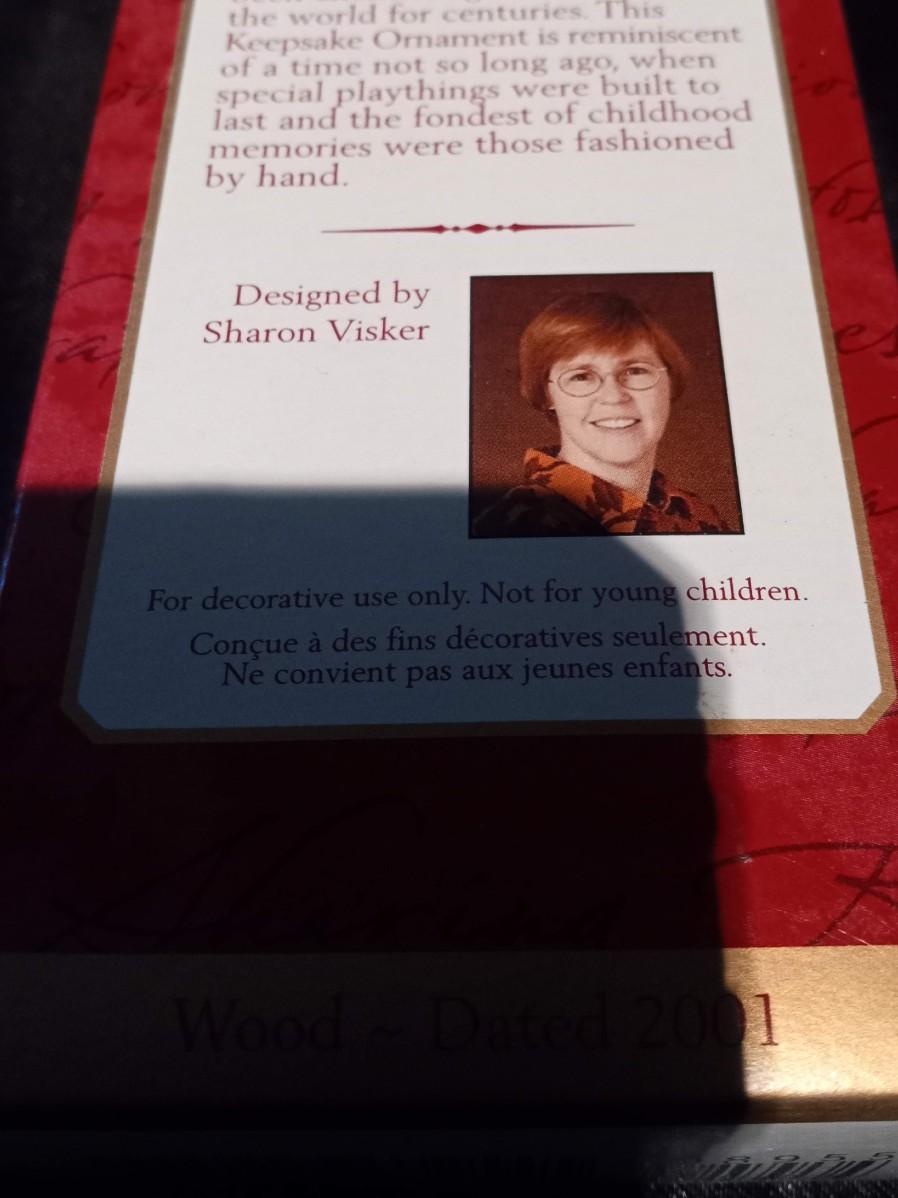 the world for centuries. This
Keepsake Ornament is reminiscent
of a time not so long ago, when
special playthings were built to
last and the fondest of childhood
memories were those fashioned
by hand.
Designed by
Sharon Visker
For decorative use only. Not for young children.
Conçue à des fins décoratives seulement.
Ne convient pas aux jeunes enfants.
Sharing
Wood ~ Dated 2001